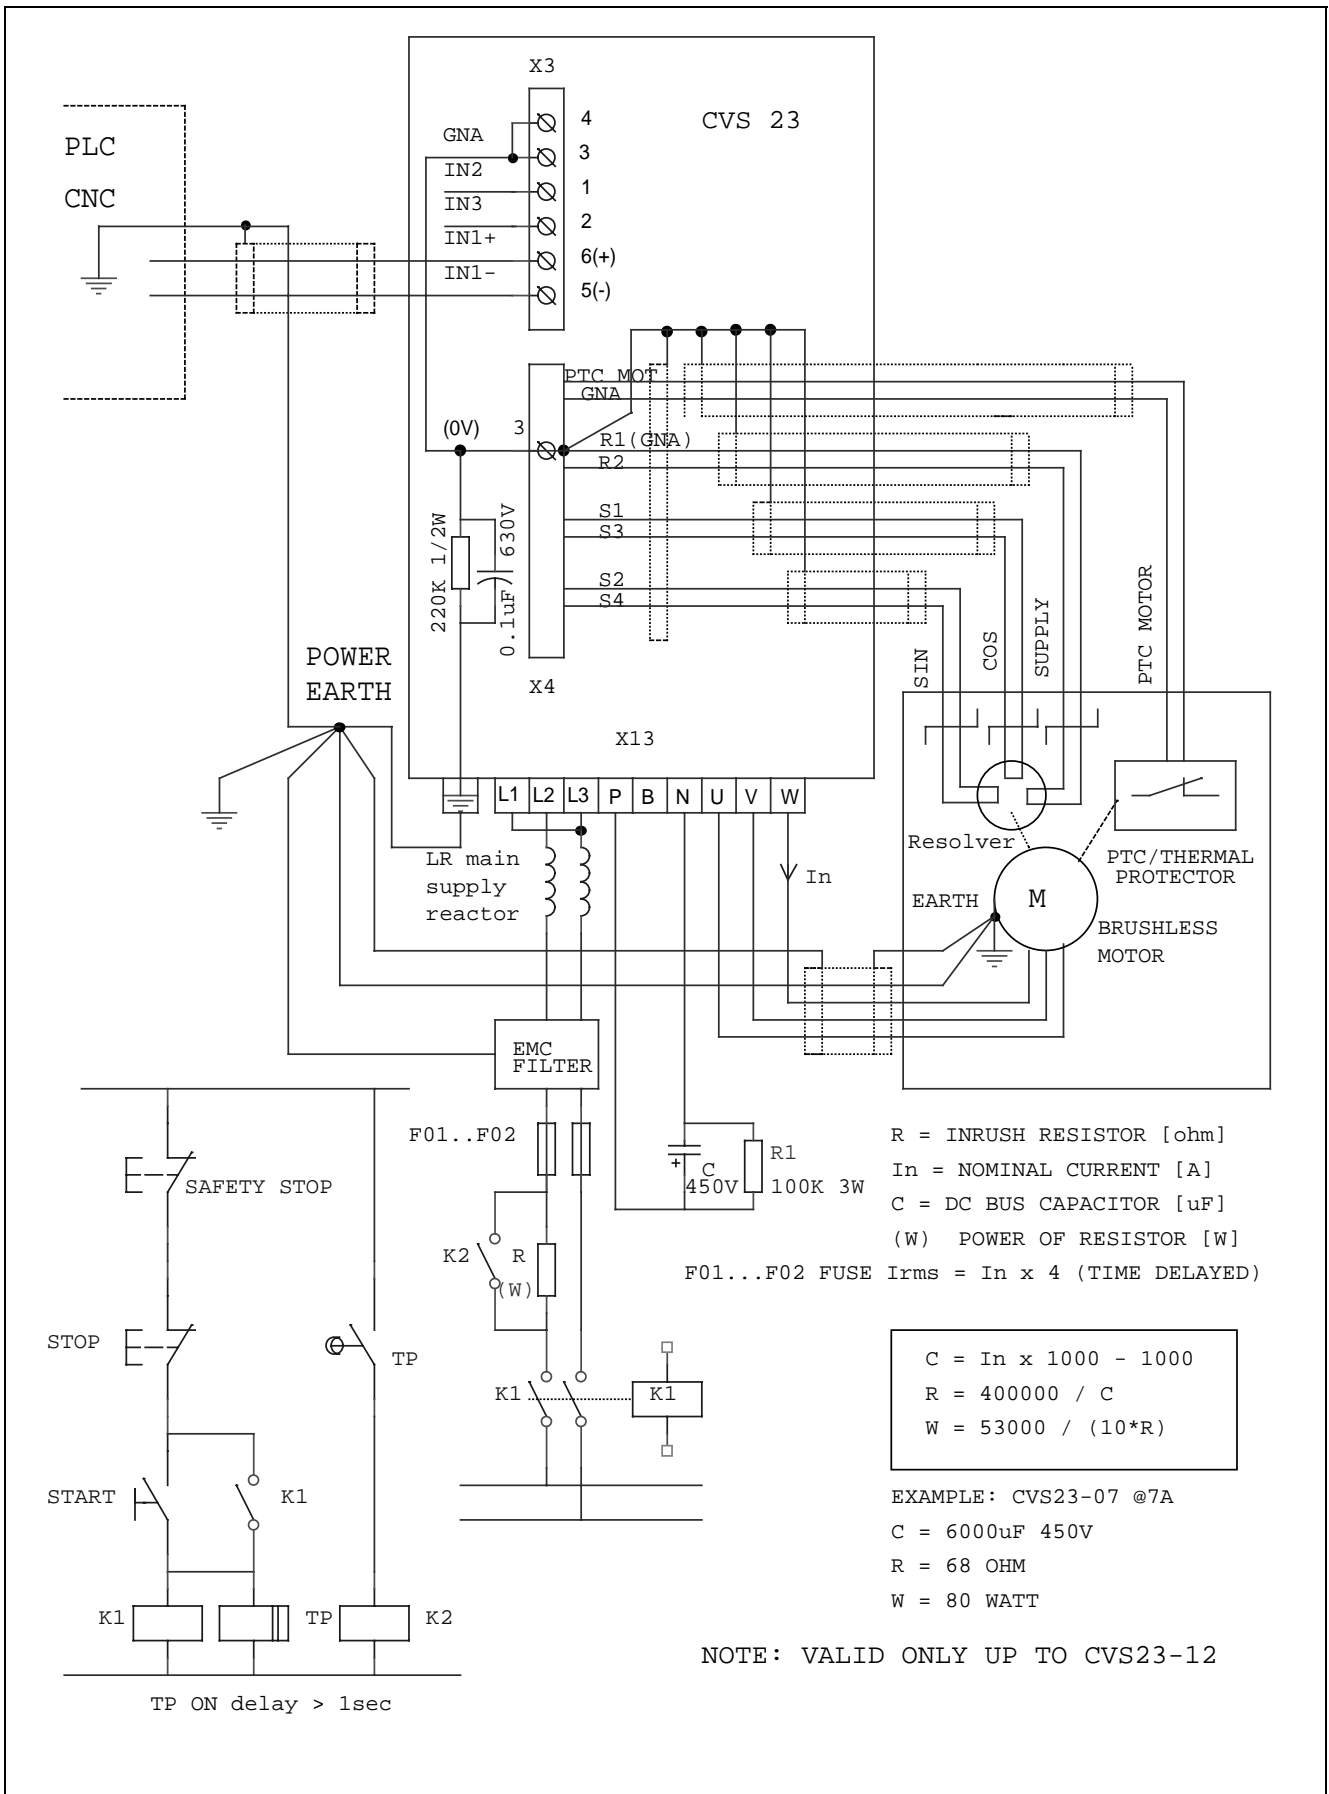 X3
CVS 23
PLC
CNC
GNA
IN2
IN3
IN1+
IN1-
4
3
1
2
6(+)
5(-)
PTC MOT
GNA
(0V)
3
R1(GNA)
R2
S1
S3
S2
S4
220K 1/2W
0.1uF 630V
X4
X13
POWER
EARTH
SIN
COS
SUPPLY
PTC MOTOR
L1 L2 L3 P B N U V W
LR main
supply
reactor
In
Resolver
PTC/THERMAL
PROTECTOR
EARTH
M
BRUSHLESS
MOTOR
EMC
FILTER
F01..F02
C
450V
R1
100K 3W
K2
R
(W)
K1
K1
SAFETY STOP
STOP
TP
START
K1
K1
TP
K2
TP ON delay > 1sec
R = INRUSH RESISTOR [ohm]
In = NOMINAL CURRENT [A]
C = DC BUS CAPACITOR [uF]
(W) POWER OF RESISTOR [W]
F01...F02 FUSE Irms = In x 4 (TIME DELAYED)
C = In x 1000 - 1000
R = 400000 / C
W = 53000 / (10*R)
EXAMPLE: CVS23-07 @7A
C = 6000uF 450V
R = 68 OHM
W = 80 WATT
NOTE: VALID ONLY UP TO CVS23-12